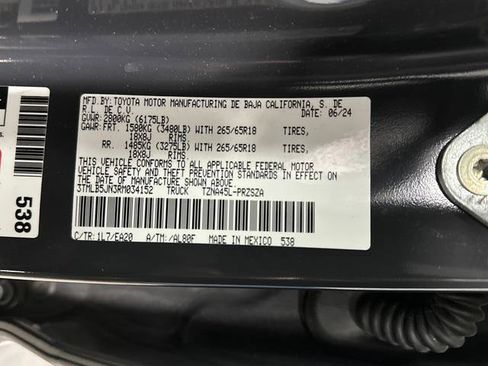 MFD.BY:TOYOTA MOTOR MANUFACTURING DE BAJA CALIFORNIA, S. DE
R.L. DE C.V. DATE: 06/24
GVWR:2800KG (6175LB)
GAWR:FRT. 1580KG (3480LB) WITH 265/65R18 TIRES,
18X8J RIMS
RR. 1485KG (3275LB) WITH 265/65R18 TIRES,
18X8J RIMS
THIS VEHICLE CONFORMS TO ALL APPLICABLE FEDERAL MOTOR
VEHICLE SAFETY AND THEFT PREVENTION STANDARDS IN EFFECT ON
THE DATE OF MANUFACTURE SHOWN ABOVE.
3TMLB5JN3RM034152 TRUCK TZNA45L-PRZSZA
C/TR: 1L7/EA20 A/TM: /AL80F MADE IN MEXICO 538
538